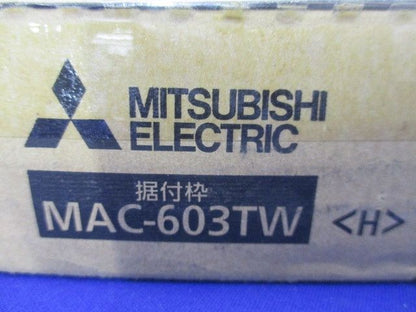 MITSUBISHI
ELECTRIC
据付枠
MAC-603TW <H>